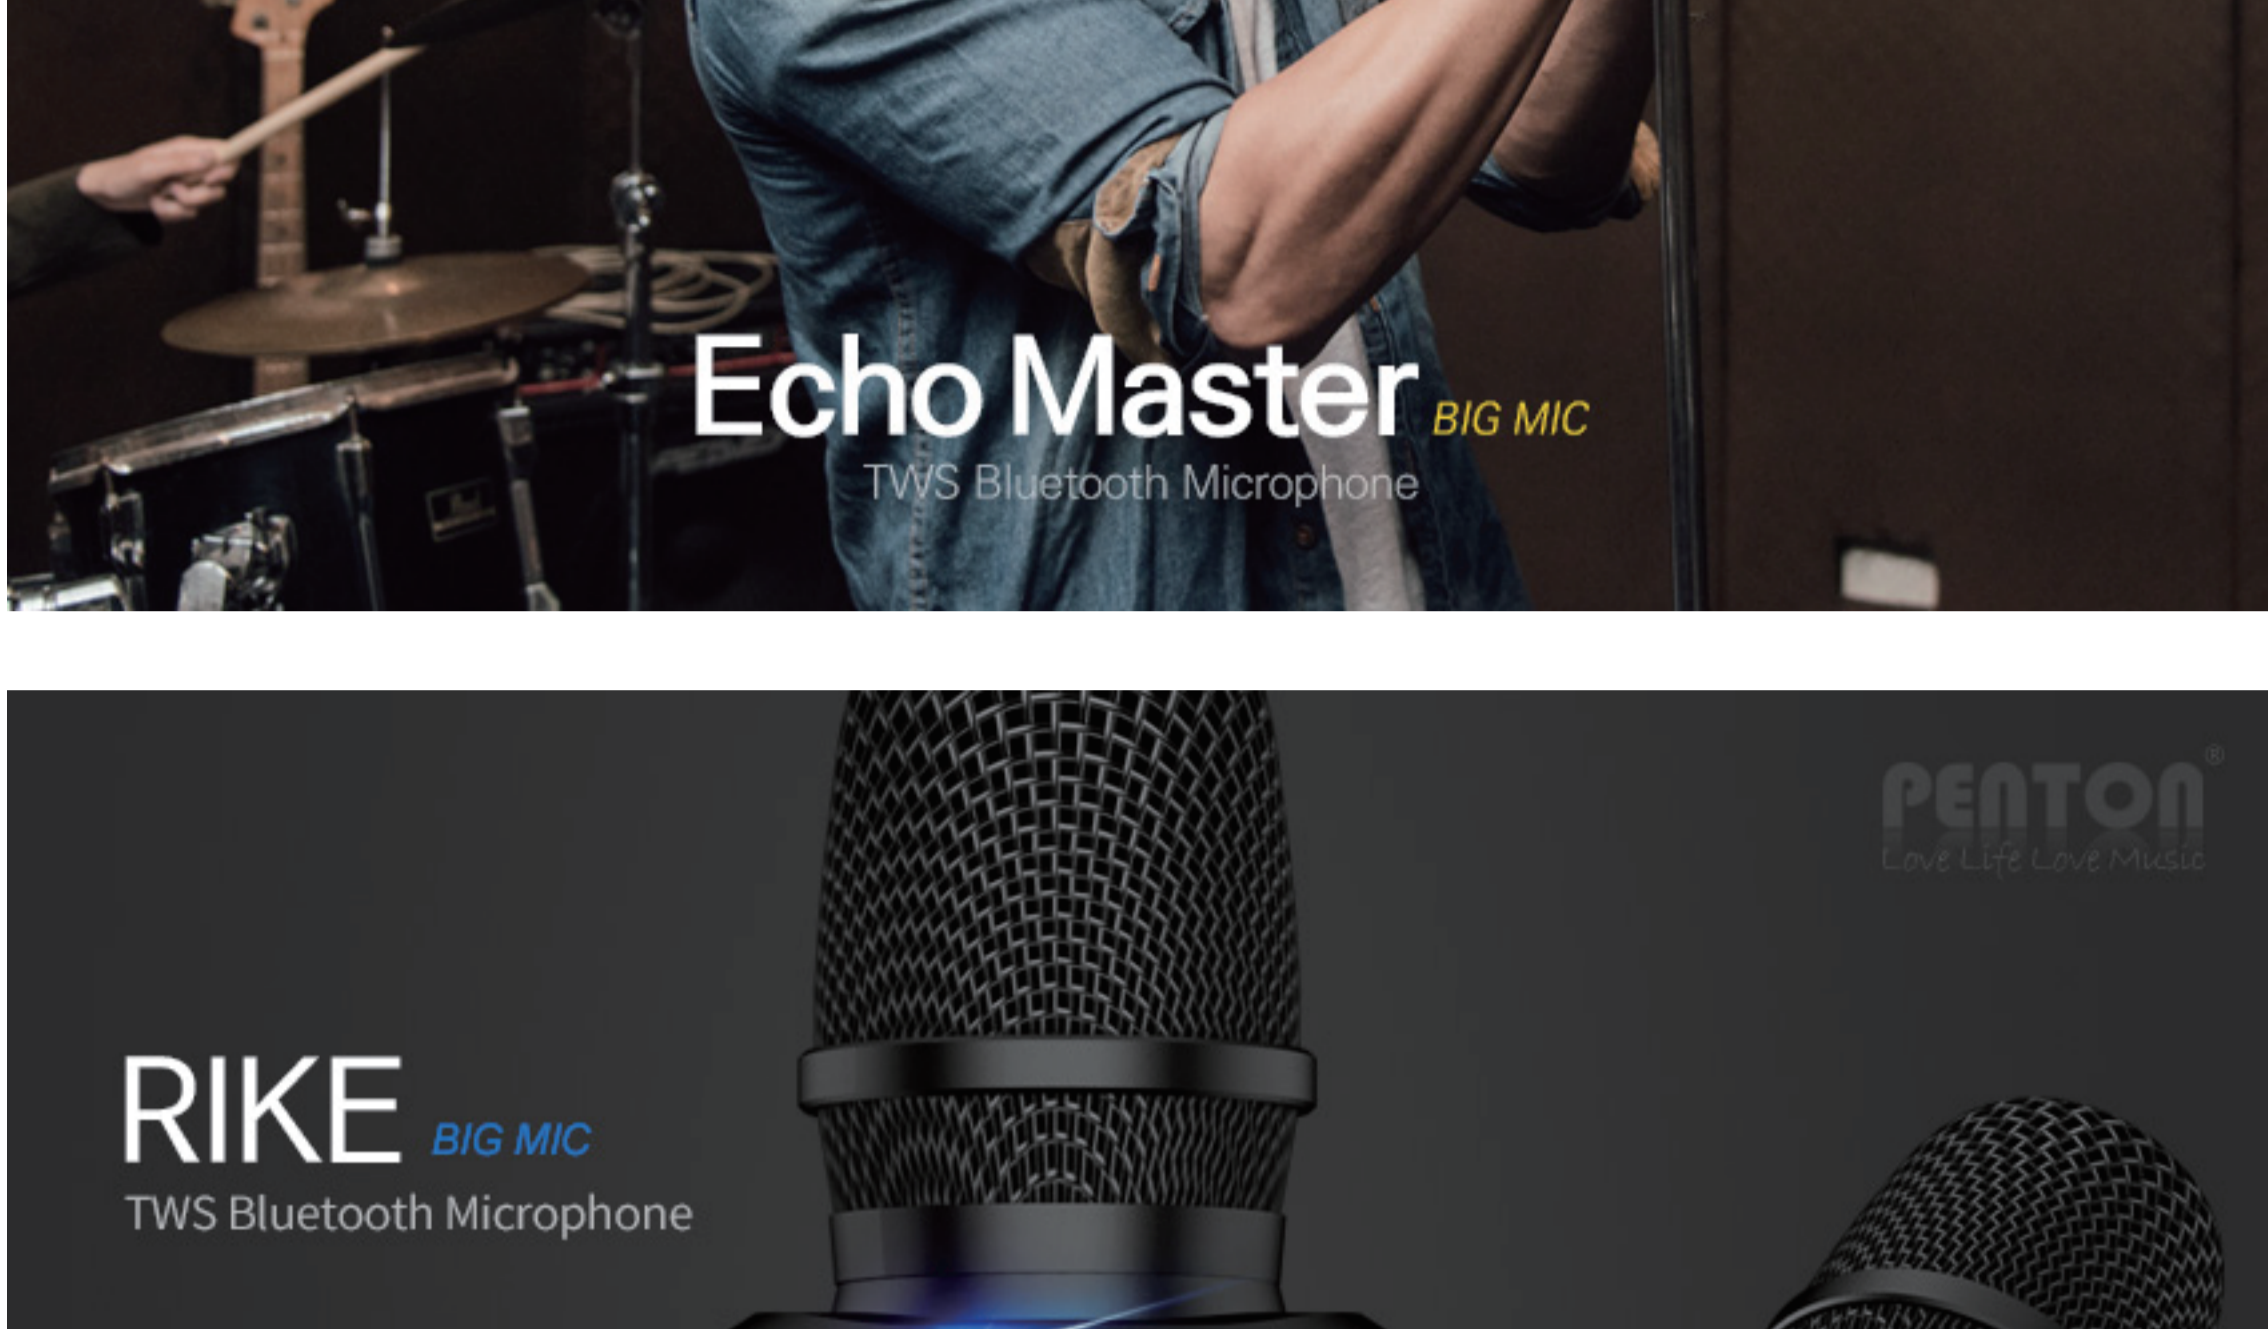 Echo Master BIG MIC
TWS Bluetooth Microphone
PENTON®
Love Life Love Music
RIKE BIG MIC
TWS Bluetooth Microphone